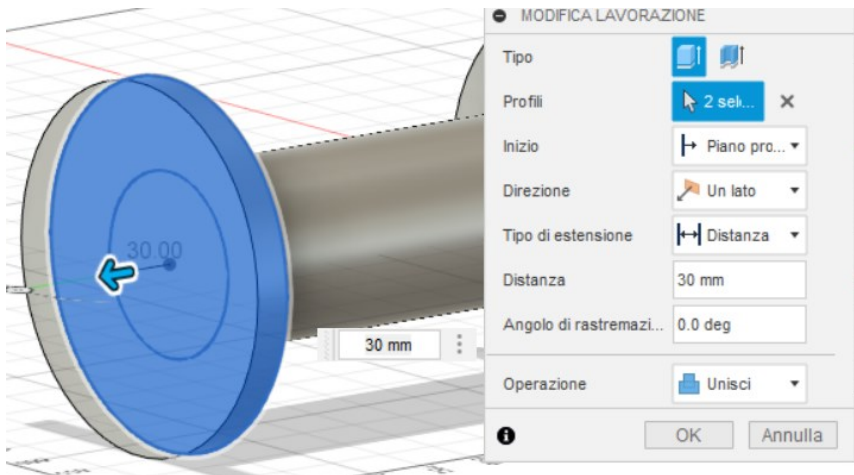 MODIFICA LAVORAZIONE
Tipo
Profili
2 sele...
Inizio
Piano pro...
Direzione
Un lato
Tipo di estensione
Distanza
Distanza
30 mm
Angolo di rastremazi...
0.0 deg
Operazione
Unisci
OK
Annulla
30.00
30 mm